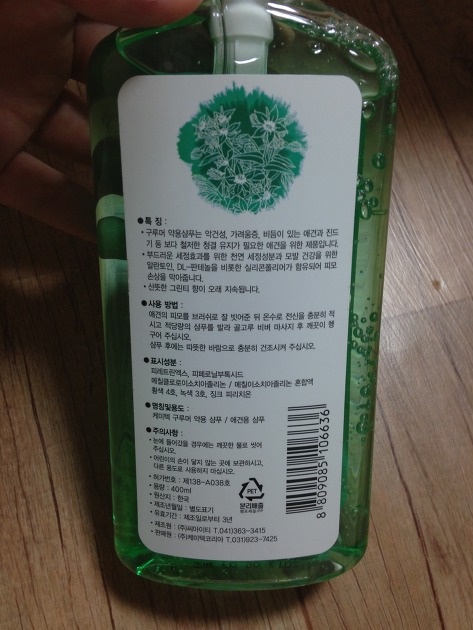 ● 특 징 :
· 구루어 약용샴푸는 악건성, 가려움증, 비듬이 있는 애견과 진드
기 등 보다 철저한 청결 유지가 필요한 애견을 위한 제품입니다.
· 부드러운 세정효과를 위한 천연 세정성분과 모발 건강을 위한
알란토인, DL-판테놀을 비롯한 실리콘폴리머가 함유되어 피모
손상을 막아줍니다.
· 산뜻한 그린티 향이 오래 지속됩니다.
● 사용 방법 :
애견의 피모를 브러쉬로 잘 빗어준 뒤 온수로 전신을 충분히 적
시고 적당량의 샴푸를 발라 골고루 비벼 마사지 후 깨끗이 헹
구어 주십시오.
샴푸 후에는 따뜻한 바람으로 충분히 건조시켜 주십시오.
● 표시성분 :
피레트린엑스, 피페로닐부톡시드
메칠클로로이소치아졸리논 / 메칠이소치아졸리논 혼합액
황색 4호, 녹색 3호, 징크 피리치온
● 명칭및용도 :
케이텍 구루어 약용 샴푸 / 애견용 샴푸
● 주의사항 :
· 눈에 들어갔을 경우에는 깨끗한 물로 씻어
주십시오.
· 어린이의 손이 닿지 않는 곳에 보관하시고,
다른 용도로 사용하지 마십시오.
· 허가번호 : 제138-A038호
· 용량 : 400ml
· 원산지 : 한국
· 제조년월일 : 별도표기
· 유효기간 : 제조일로부터 3년
· 제조원 : (주)씨아이티 T.041)363-3415
· 판매원 : (주)케이텍코리아 T.031)923-7425
PET
분리배출
8 809085 106636